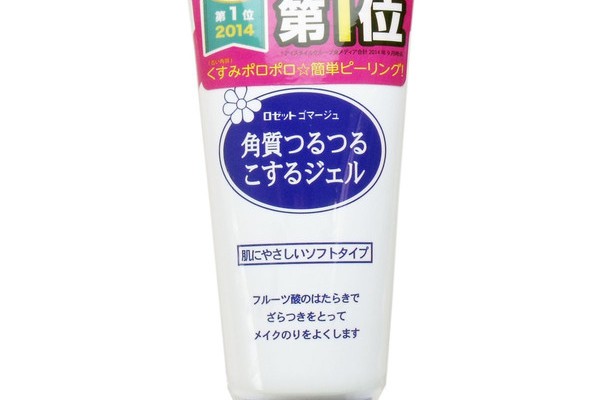 第1位
2014
第1位
くすみポロポロ☆簡単ピーリング!
ロゼット ゴマージュ
角質つるつる
こするジェル
肌にやさしいソフトタイプ
フルーツ酸のはたらきで
ざらつきをとって
メイクのりをよくします